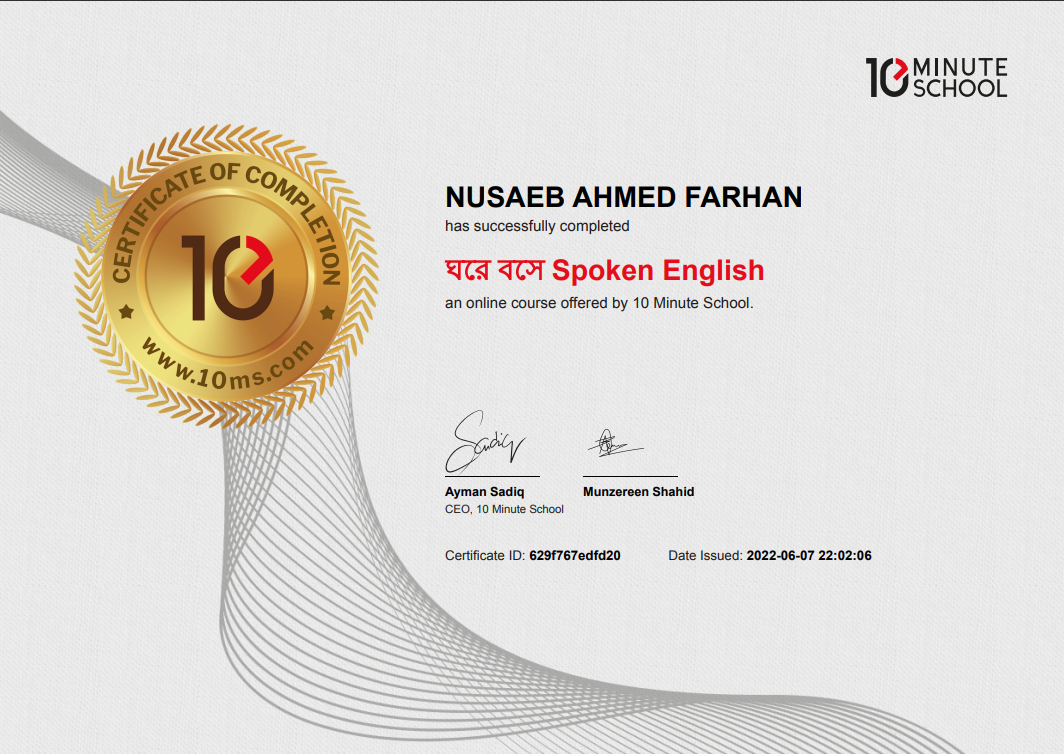 10 MINUTE
SCHOOL
CERTIFICATE OF COMPLETION
10
www.10ms.com
NUSAEB AHMED FARHAN
has successfully completed
ঘরে বসে Spoken English
an online course offered by 10 Minute School.
Sadiq
Ayman Sadiq
CEO, 10 Minute School
Munzereen Shahid
Certificate ID: 629f767edfd20
Date Issued: 2022-06-07 22:02:06